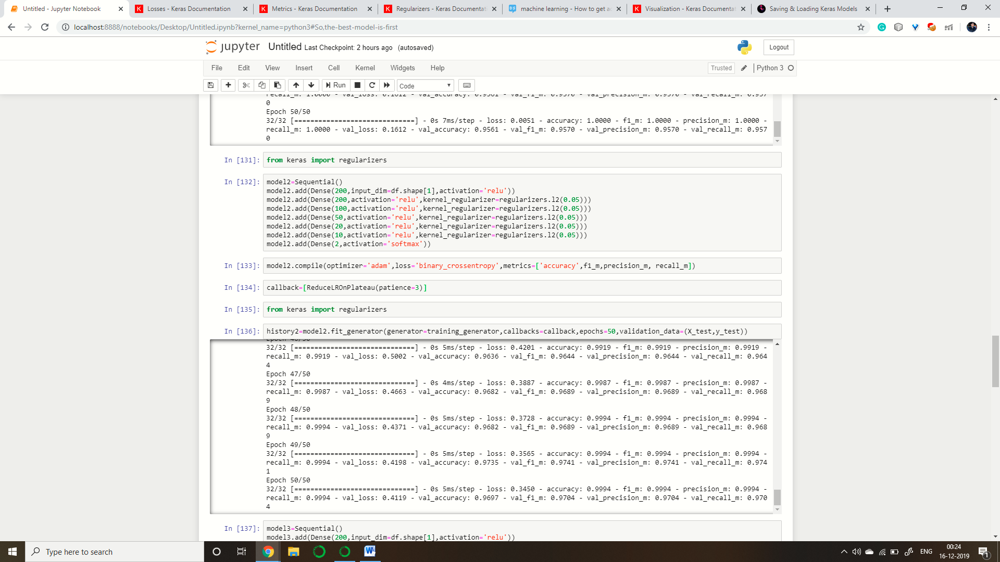 Untitled - Jupyter Notebook
Losses - Keras Documentation
Metrics - Keras Documentation
Regularizers - Keras Documentat
machine learning - How to get a
Visualization - Keras Documentat
Saving & Loading Keras Models
localhost:8888/notebooks/Desktop/Untitled.ipynb?kernel_name=python3#So,the-best-model-is-first
jupyter Untitled Last Checkpoint: 2 hours ago (autosaved)
Logout
File Edit View Insert Cell Kernel Widgets Help
Trusted Python 3
Run Code
recall_m: 1.0000 - val_loss: 0.1612 - val_accuracy: 0.9561 - val_f1_m: 0.9570 - val_precision_m: 0.9570 - val_recall_m: 0.957
0
Epoch 50/50
32/32 [==============================] - 0s 7ms/step - loss: 0.0051 - accuracy: 1.0000 - f1_m: 1.0000 - precision_m: 1.0000 -
recall_m: 1.0000 - val_loss: 0.1612 - val_accuracy: 0.9561 - val_f1_m: 0.9570 - val_precision_m: 0.9570 - val_recall_m: 0.957
0
In [131]: from keras import regularizers
In [132]: model2=Sequential()
model2.add(Dense(200,input_dim=df.shape[1],activation='relu'))
model2.add(Dense(200,activation='relu',kernel_regularizer=regularizers.l2(0.05)))
model2.add(Dense(100,activation='relu',kernel_regularizer=regularizers.l2(0.05)))
model2.add(Dense(50,activation='relu',kernel_regularizer=regularizers.l2(0.05)))
model2.add(Dense(20,activation='relu',kernel_regularizer=regularizers.l2(0.05)))
model2.add(Dense(10,activation='relu',kernel_regularizer=regularizers.l2(0.05)))
model2.add(Dense(2,activation='softmax'))
In [133]: model2.compile(optimizer='adam',loss='binary_crossentropy',metrics=['accuracy',f1_m,precision_m, recall_m])
In [134]: callback=[ReduceLROnPlateau(patience=3)]
In [135]: from keras import regularizers
In [136]: history2=model2.fit_generator(generator=training_generator,callbacks=callback,epochs=50,validation_data=(X_test,y_test))
Epoch 46/50
32/32 [==============================] - 0s 5ms/step - loss: 0.4201 - accuracy: 0.9919 - f1_m: 0.9919 - precision_m: 0.9919 -
recall_m: 0.9919 - val_loss: 0.5002 - val_accuracy: 0.9636 - val_f1_m: 0.9644 - val_precision_m: 0.9644 - val_recall_m: 0.964
4
Epoch 47/50
32/32 [==============================] - 0s 4ms/step - loss: 0.3887 - accuracy: 0.9987 - f1_m: 0.9987 - precision_m: 0.9987 -
recall_m: 0.9987 - val_loss: 0.4663 - val_accuracy: 0.9682 - val_f1_m: 0.9689 - val_precision_m: 0.9689 - val_recall_m: 0.968
9
Epoch 48/50
32/32 [==============================] - 0s 5ms/step - loss: 0.3728 - accuracy: 0.9994 - f1_m: 0.9994 - precision_m: 0.9994 -
recall_m: 0.9994 - val_loss: 0.4371 - val_accuracy: 0.9682 - val_f1_m: 0.9689 - val_precision_m: 0.9689 - val_recall_m: 0.968
9
Epoch 49/50
32/32 [==============================] - 0s 5ms/step - loss: 0.3565 - accuracy: 0.9994 - f1_m: 0.9994 - precision_m: 0.9994 -
recall_m: 0.9994 - val_loss: 0.4198 - val_accuracy: 0.9735 - val_f1_m: 0.9741 - val_precision_m: 0.9741 - val_recall_m: 0.974
1
Epoch 50/50
32/32 [==============================] - 0s 5ms/step - loss: 0.3450 - accuracy: 0.9994 - f1_m: 0.9994 - precision_m: 0.9994 -
recall_m: 0.9994 - val_loss: 0.4119 - val_accuracy: 0.9697 - val_f1_m: 0.9704 - val_precision_m: 0.9704 - val_recall_m: 0.970
4
In [137]: model3=Sequential()
model3.add(Dense(200,input_dim=df.shape[1],activation='relu'))
Type here to search
ENG
00:24
16-12-2019
1